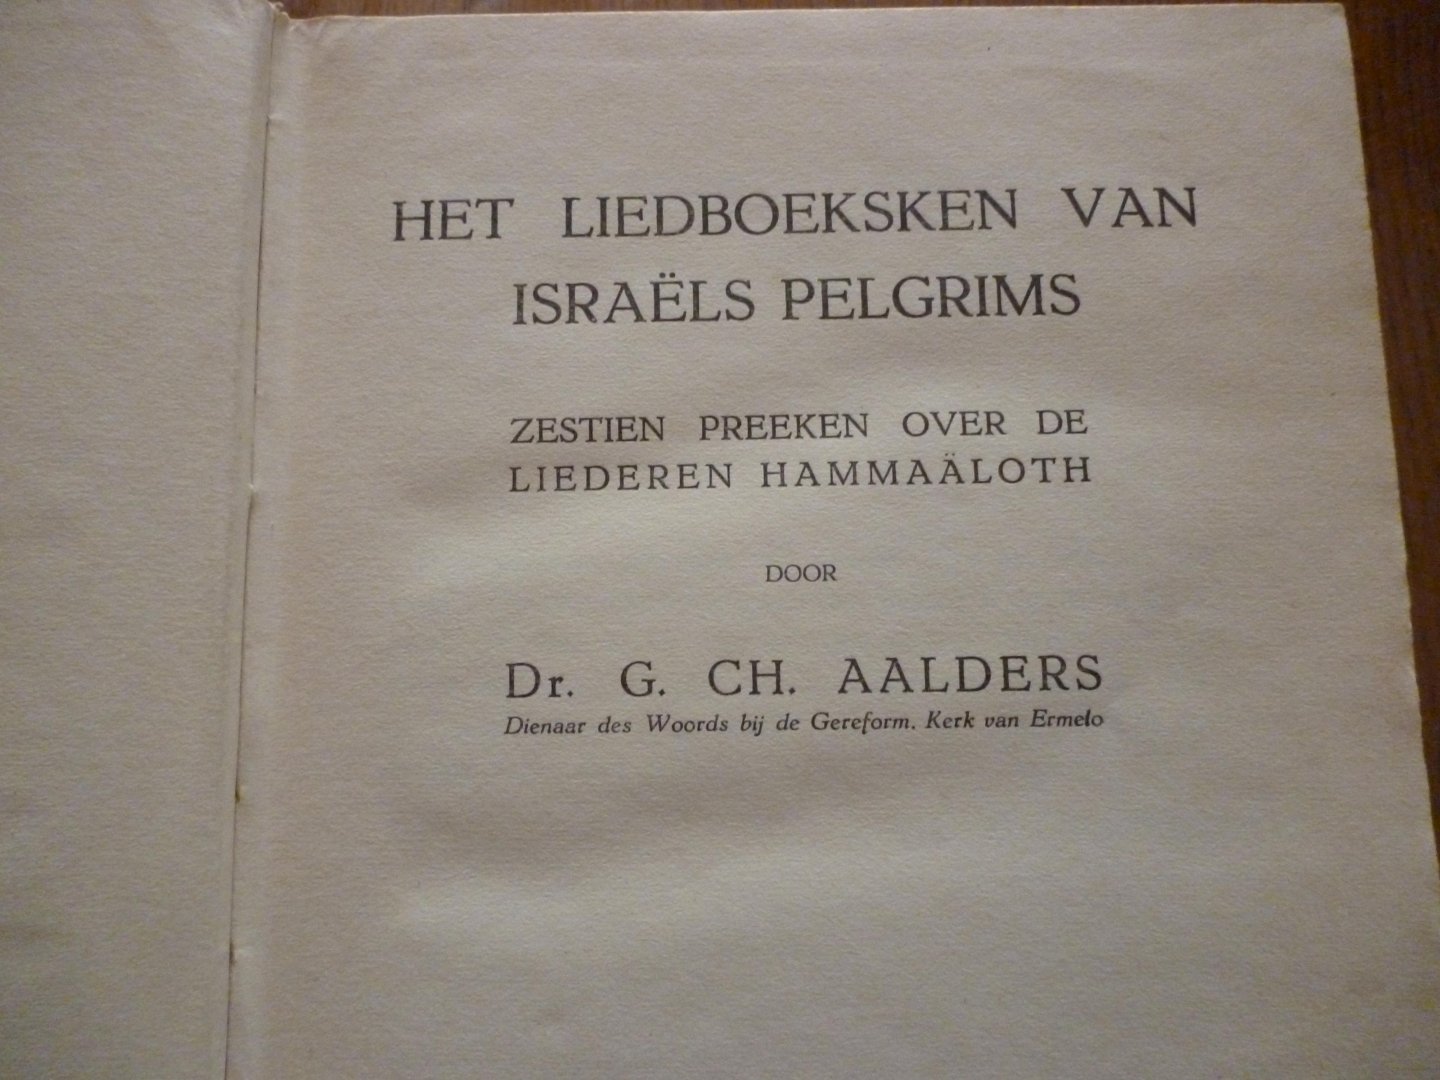 HET LIEDBOEKSKEN VAN
ISRAËLS PELGRIMS
ZESTIEN PREEKEN OVER DE
LIEDEREN HAMMAÄLOTH
DOOR
Dr. G. CH. AALDERS
Dienaar des Woords bij de Gereform. Kerk van Ermelo